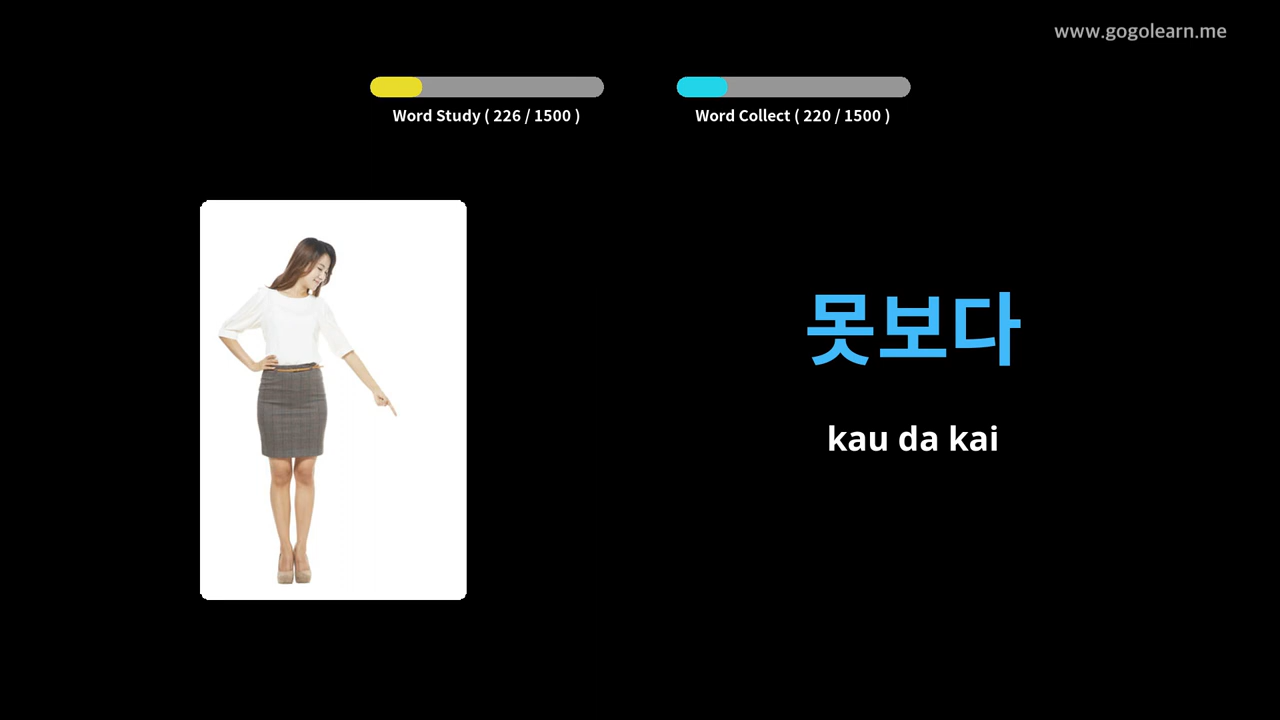 www.gogolearn.me
Word Study ( 226 / 1500 )
Word Collect ( 220 / 1500 )
못보다
kau da kai